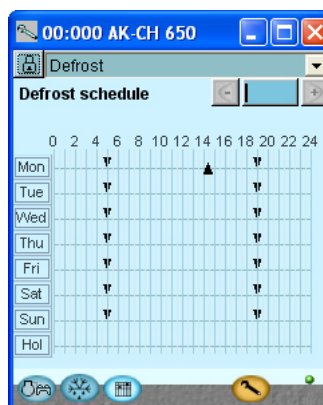 00:000 AK-CH 650
Defrost
Defrost schedule
0 2 4 6 8 10 12 14 16 18 20 22 24
Mon
Tue
Wed
Thu
Fri
Sat
Sun
Hol